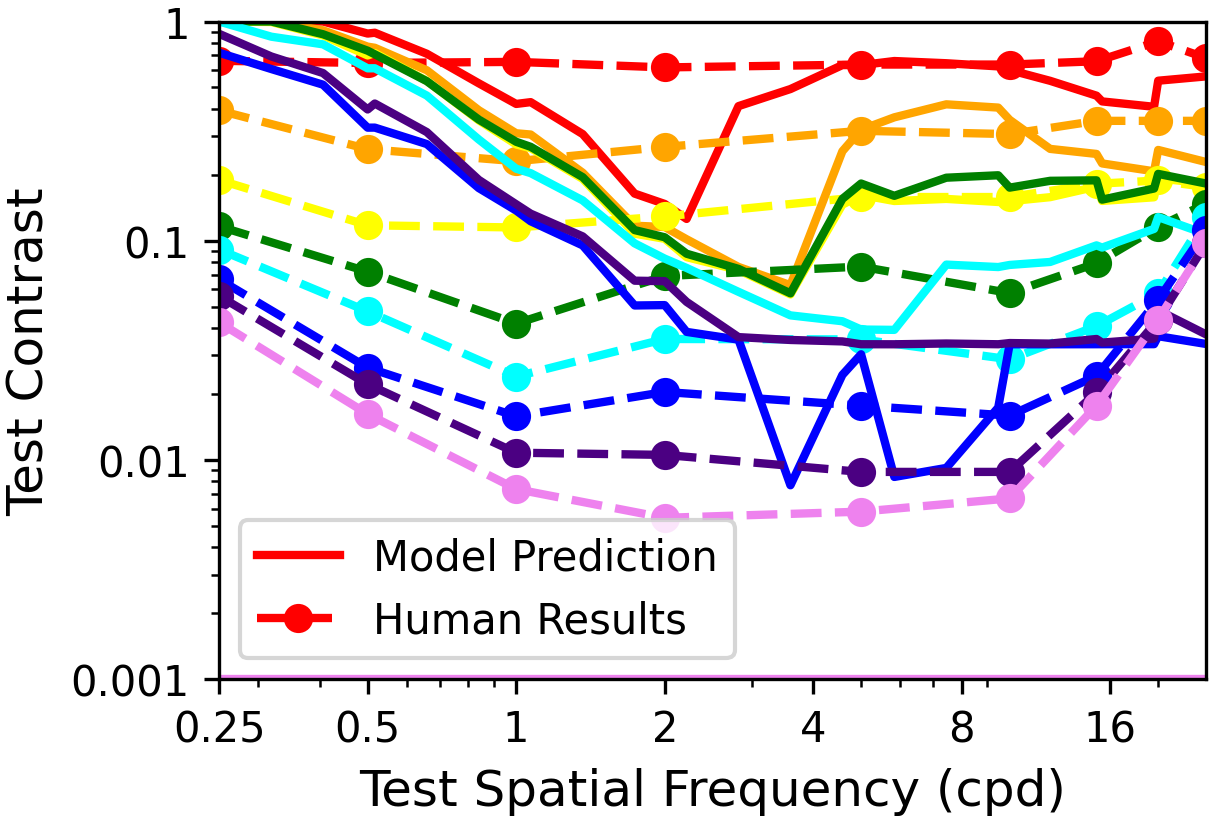 1
0.1
0.01
0.001
Test Contrast
Model Prediction
Human Results
0.25 0.5 1 2 4 8 16
Test Spatial Frequency (cpd)